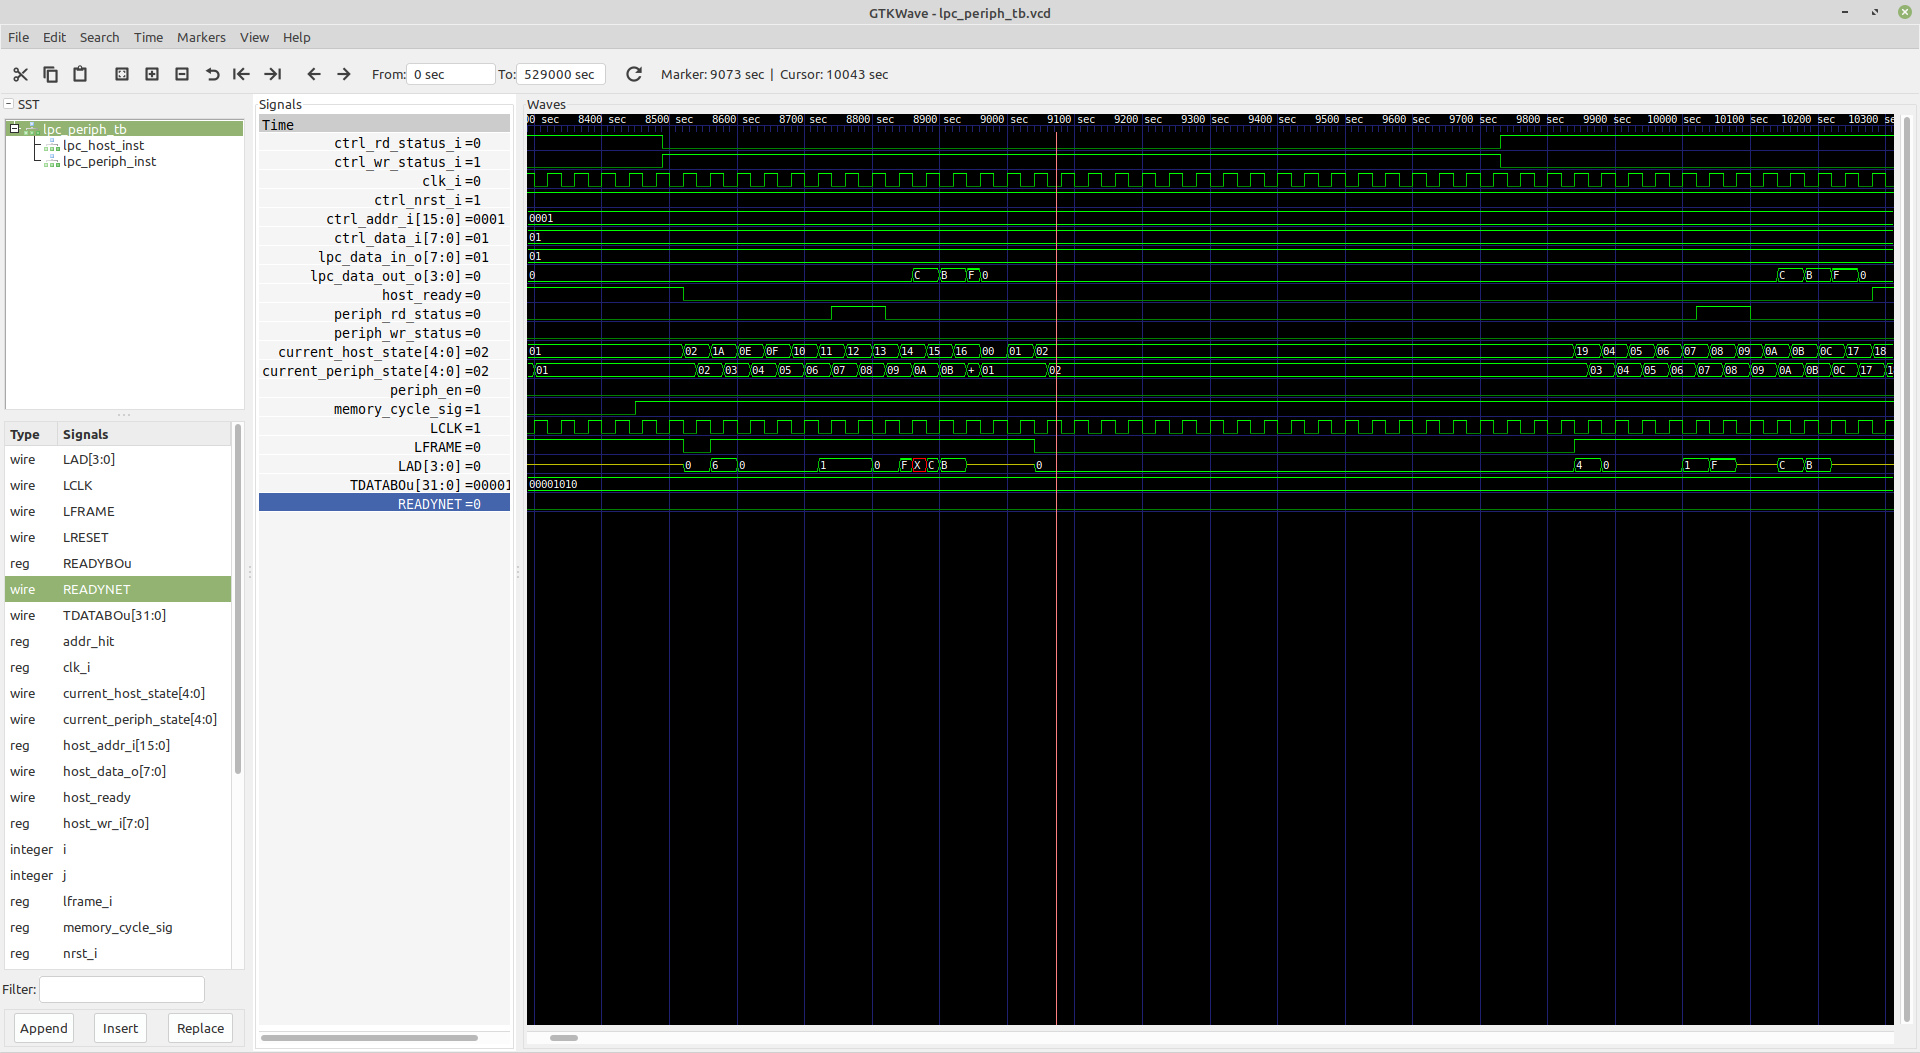 GTKWave - lpc_periph_tb.vcd
File Edit Search Time Markers View Help
From: 0 sec To: 529000 sec Marker: 9073 sec | Cursor: 10043 sec
SST
lpc_periph_tb
lpc_host_inst
lpc_periph_inst
Type Signals
wire LAD[3:0]
wire LCLK
wire LFRAME
wire LRESET
reg READYBOu
wire READYNET
wire TDATABOu[31:0]
reg addr_hit
reg clk_i
wire current_host_state[4:0]
wire current_periph_state[4:0]
reg host_addr_i[15:0]
wire host_data_o[7:0]
wire host_ready
reg host_wr_i[7:0]
integer i
integer j
reg lframe_i
reg memory_cycle_sig
reg nrst_i
Filter:
Append Insert Replace
Signals
Time
ctrl_rd_status_i=0
ctrl_wr_status_i=1
clk_i=0
ctrl_nrst_i=1
ctrl_addr_i[15:0]=0001
ctrl_data_i[7:0]=01
lpc_data_in_o[7:0]=01
lpc_data_out_o[3:0]=0
host_ready=0
periph_rd_status=0
periph_wr_status=0
current_host_state[4:0]=02
current_periph_state[4:0]=02
periph_en=0
memory_cycle_sig=1
LCLK=1
LFRAME=0
LAD[3:0]=0
TDATABOu[31:0]=00001
READYNET=0
Waves
00 sec 8400 sec 8500 sec 8600 sec 8700 sec 8800 sec 8900 sec 9000 sec 9100 sec 9200 sec 9300 sec 9400 sec 9500 sec 9600 sec 9700 sec 9800 sec 9900 sec 10000 sec 10100 sec 10200 sec 10300 se
0001
01
01
0 C B F 0 C B F 0
01 02 1A 0E 0F 10 11 12 13 14 15 16 00 01 02 19 04 05 06 07 08 09 0A 0B 0C 17 18
01 02 03 04 05 06 07 08 09 0A 0B + 01 02 03 04 05 06 07 08 09 0A 0B 0C 17 1
0 6 0 1 0 F X C B 0 4 0 1 F C B
00001010